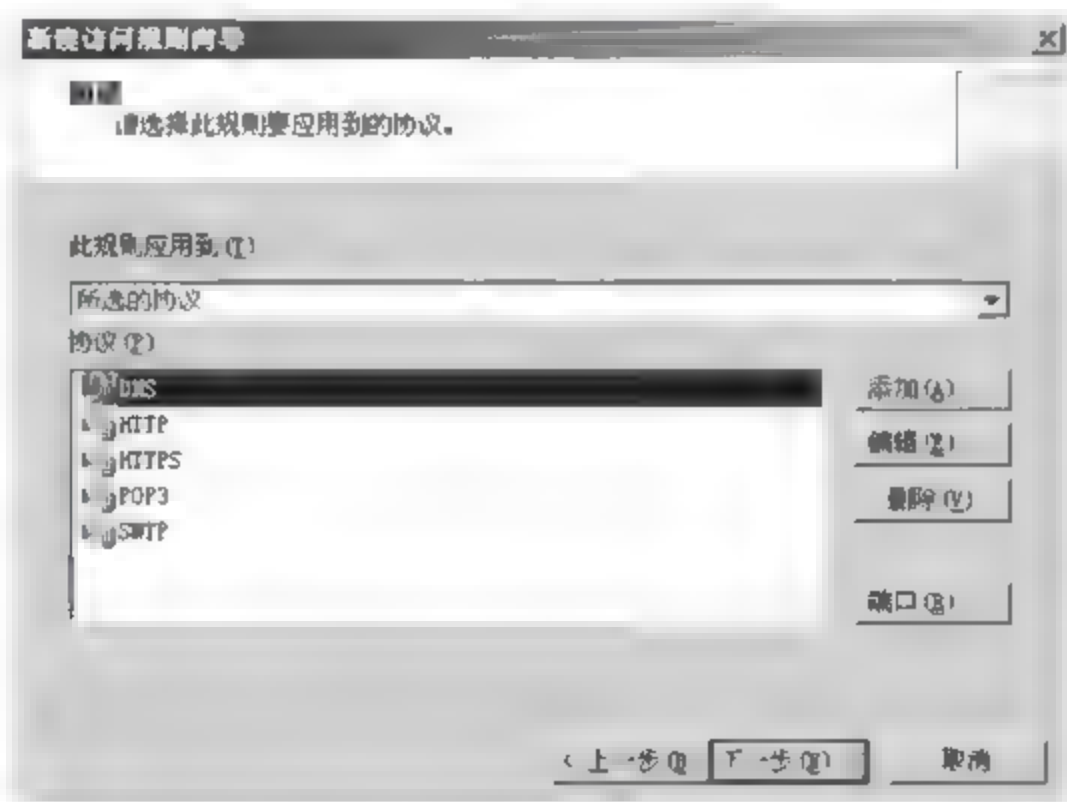 新建访问规则向导
协议
请选择此规则要应用到的协议。
此规则应用到(T)
所选的协议
协议(P)
DNS
添加(A)
HTTP
编辑
HTTPS
POP3
删除(V)
SMTP
端口
< 上一步
下一步
取消